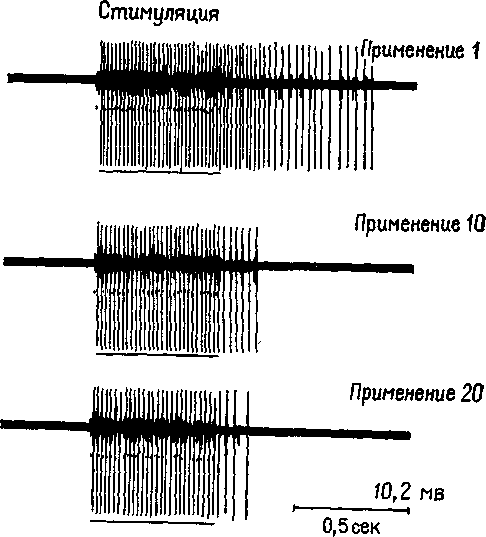 Стимуляция
Применение 1
Применение 10
Применение 20
10,2 мв
0,5 сек